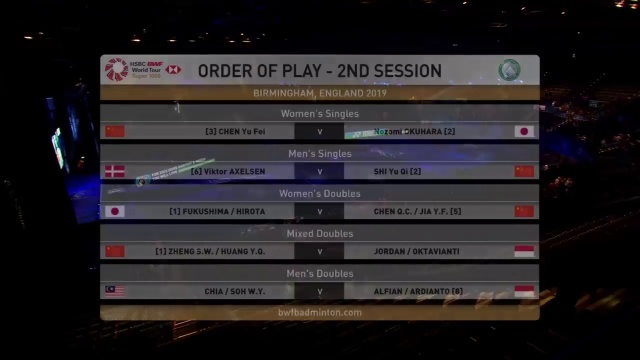 HSBC BWF
World Tour
Super 1000
HSBC
ORDER OF PLAY - 2ND SESSION
BIRMINGHAM, ENGLAND 2019
Women's Singles
[3] CHEN Yu Fei v Nozomi OKUHARA [2]
Men's Singles
[6] Viktor AXELSEN v SHI Yu Qi [2]
Women's Doubles
[1] FUKUSHIMA / HIROTA v CHEN Q.C. / JIA Y.F. [5]
Mixed Doubles
[1] ZHENG S.W. / HUANG Y.Q. v JORDAN / OKTAVIANTI
Men's Doubles
CHIA / SOH W.Y. v ALFIAN / ARDIANTO [8]
bwfbadminton.com